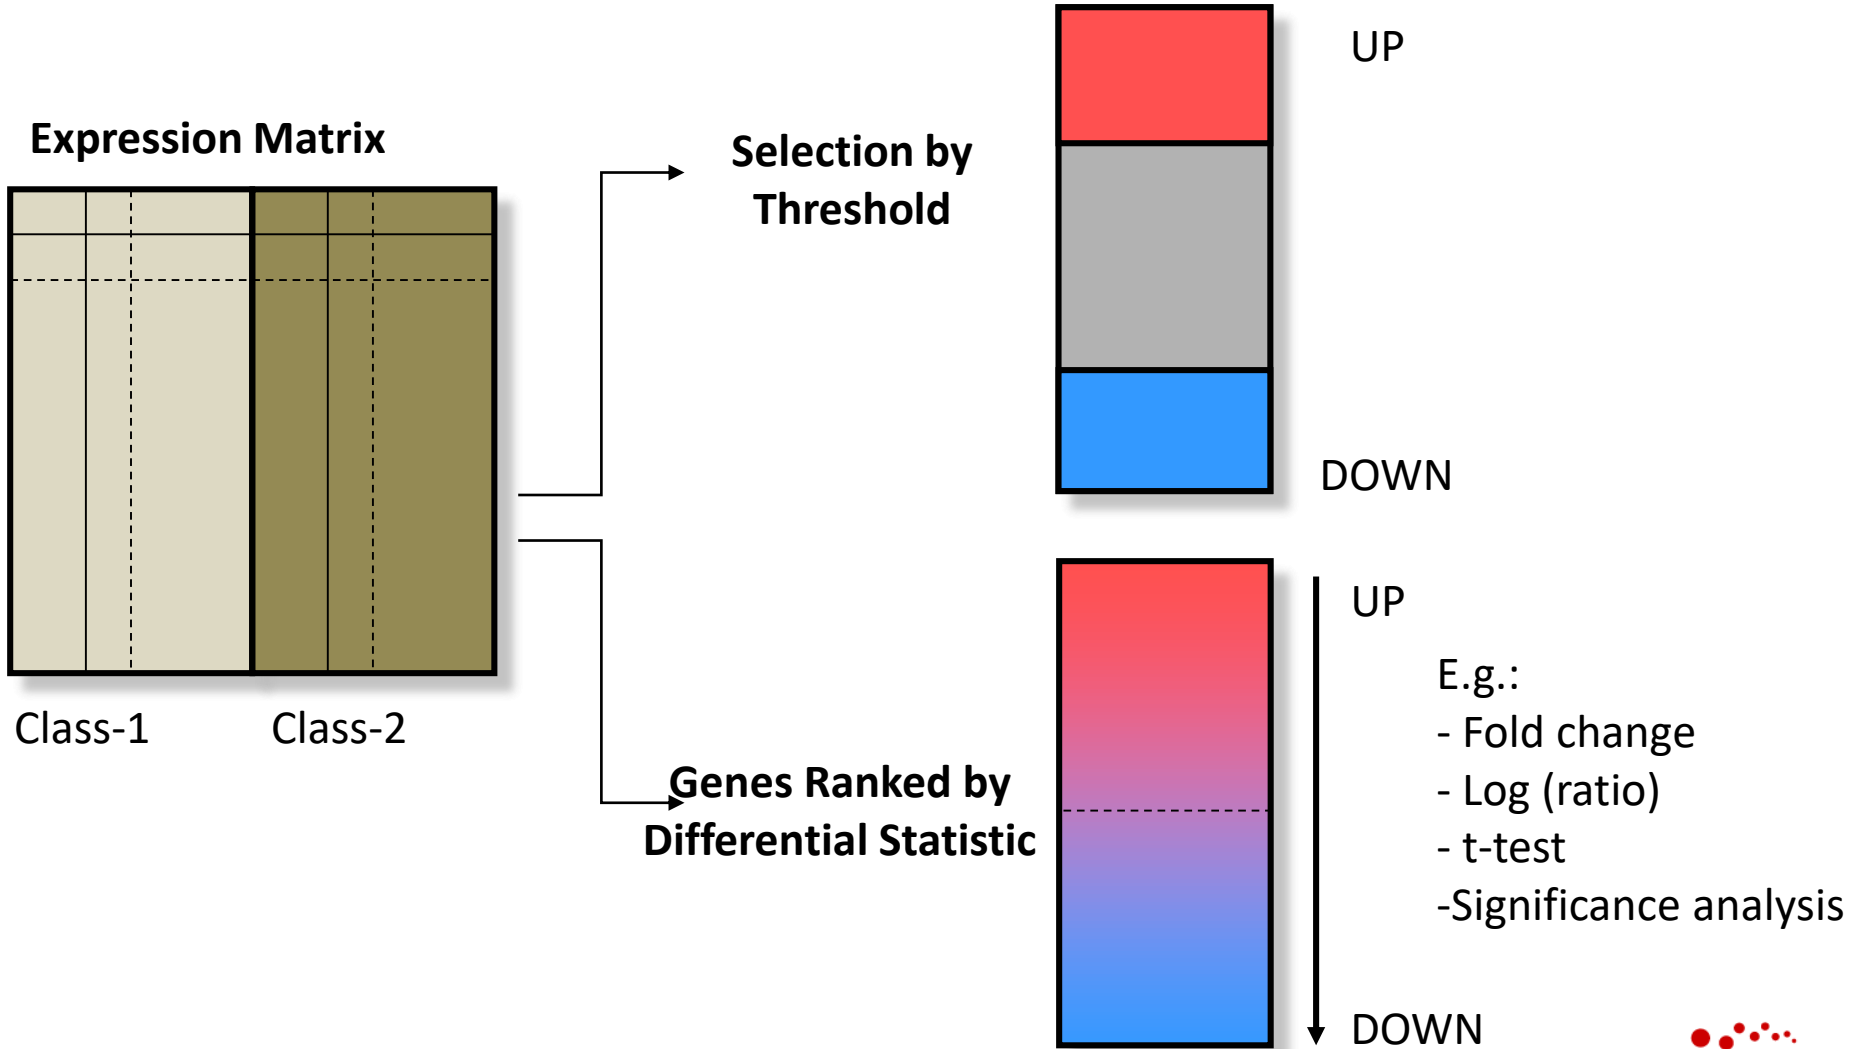 Expression Matrix
Class-1
Class-2
Selection by
Threshold
UP
DOWN
Genes Ranked by
Differential Statistic
UP
E.g.:
- Fold change
- Log (ratio)
- t-test
-Significance analysis
DOWN